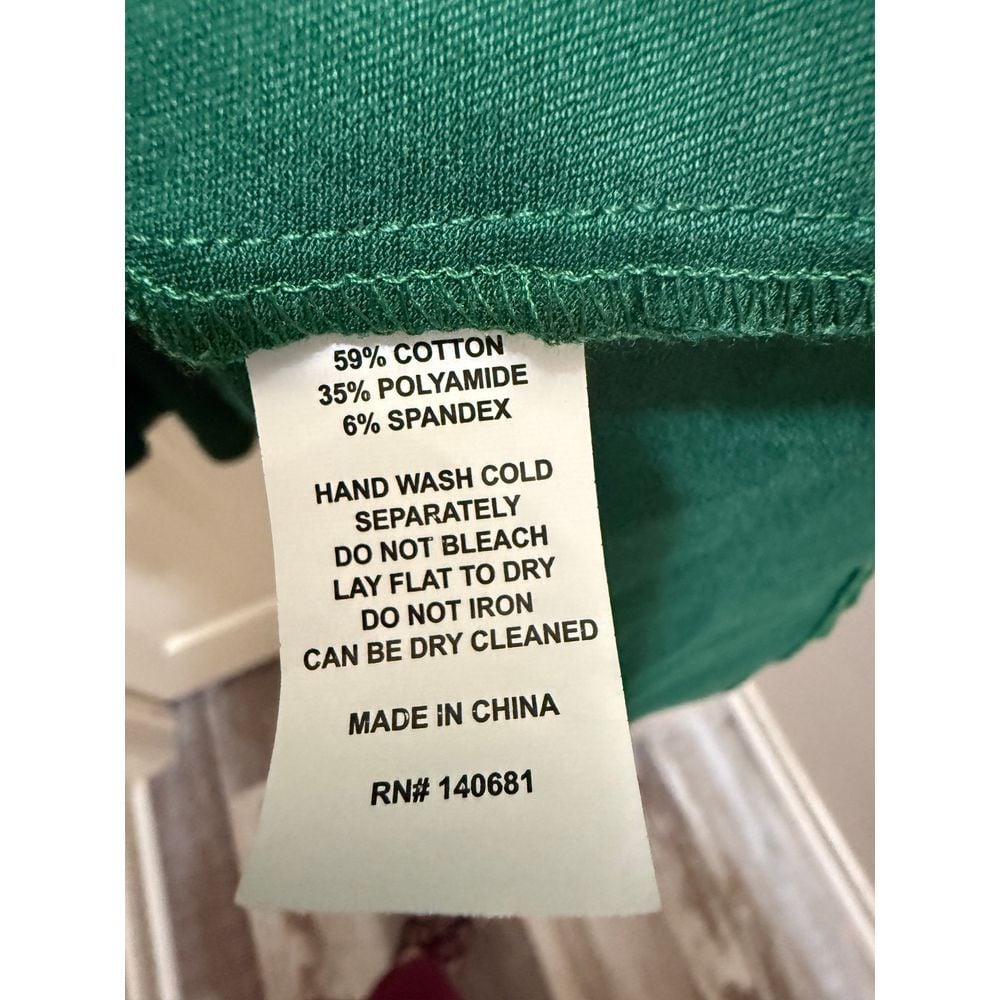 59% COTTON
35% POLYAMIDE
6% SPANDEX
HAND WASH COLD
SEPARATELY
DO NOT BLEACH
LAY FLAT TO DRY
DO NOT IRON
CAN BE DRY CLEANED
MADE IN CHINA
RN# 140681